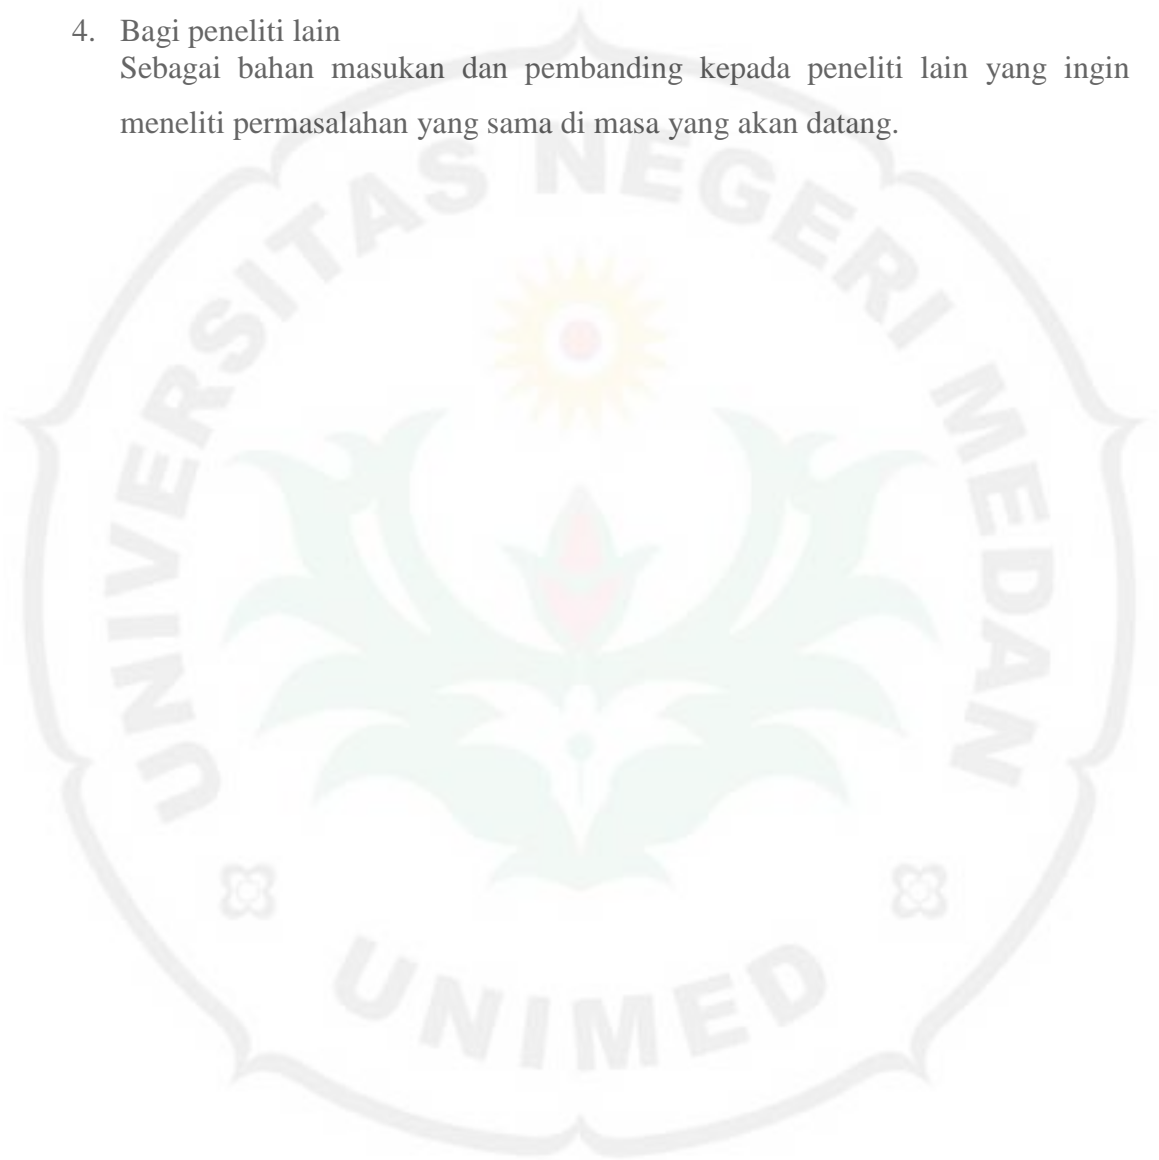 4. Bagi peneliti lain
Sebagai bahan masukan dan pembanding kepada peneliti lain yang ingin
meneliti permasalahan yang sama di masa yang akan datang.
UNIVERSITAS NEGERI MEDAN
UNIMED